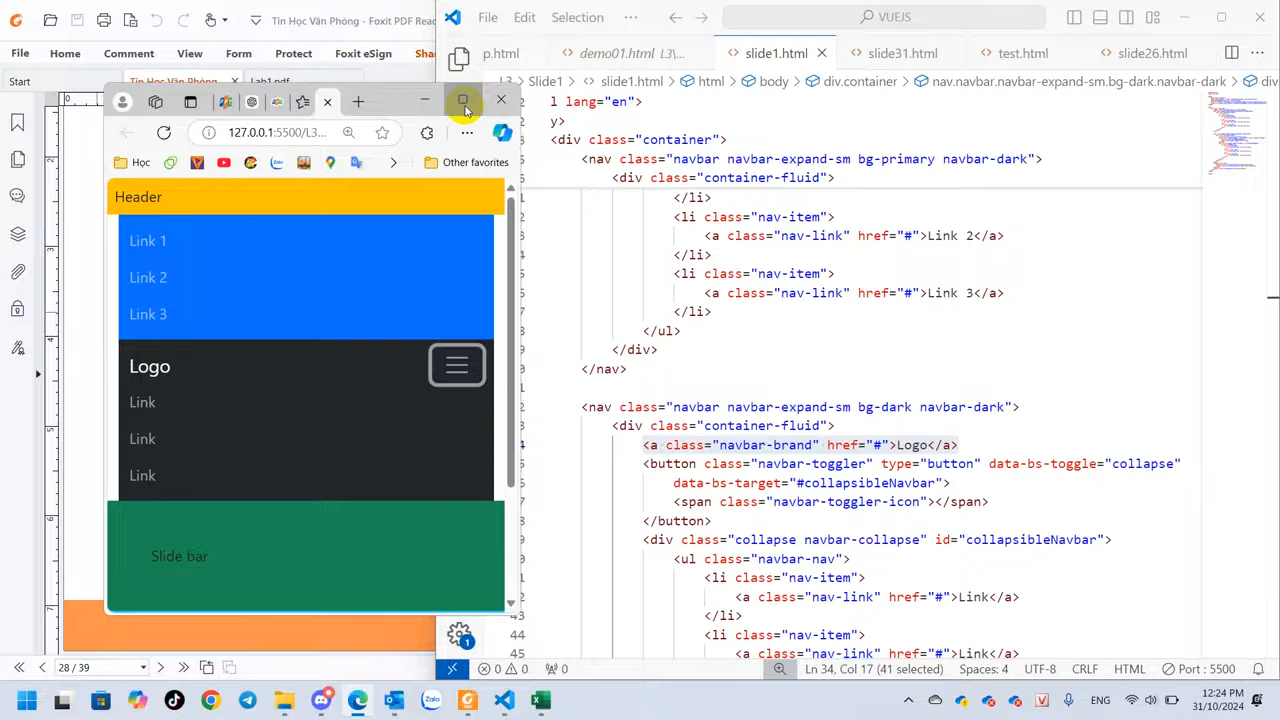 Tin Học Văn Phòng - Foxit PDF Read
File Home Comment View Form Protect Foxit eSign
Start
Tin Học Văn Phòng
Lab1.pdf
28 / 39
127.0.0.1:5500/L3...
Học
Zalo
Other favorites
Header
Link 1
Link 2
Link 3
Logo
Link
Link
Link
Slide bar
File Edit Selection ···
VUEJS
p.html
demo01.html L3\...
slide1.html
slide31.html
test.html
slide26.html
L3 > Slide1 > slide1.html > html > body > div.container > nav.navbar.navbar-expand-sm.bg-dark.navbar-dark >
l lang="en">
<div class="container">
<nav class="navbar navbar-expand-sm bg-primary navbar-dark">
<div class="container-fluid">
</li>
<li class="nav-item">
<a class="nav-link" href="#">Link 2</a>
</li>
<li class="nav-item">
<a class="nav-link" href="#">Link 3</a>
</li>
</ul>
</div>
</nav>
<nav class="navbar navbar-expand-sm bg-dark navbar-dark">
<div class="container-fluid">
<a class="navbar-brand" href="#">Logo</a>
<button class="navbar-toggler" type="button" data-bs-toggle="collapse"
data-bs-target="#collapsibleNavbar">
<span class="navbar-toggler-icon"></span>
</button>
<div class="collapse navbar-collapse" id="collapsibleNavbar">
<ul class="navbar-nav">
<li class="nav-item">
<a class="nav-link" href="#">Link</a>
</li>
44 <li class="nav-item">
45 <a class="nav-link" href="#">Link</a>
0 0 0 Ln 34, Col 17 (41 selected) Spaces: 4 UTF-8 CRLF HTML Port : 5500
Zalo
ENG
12:24 PM
31/10/2024